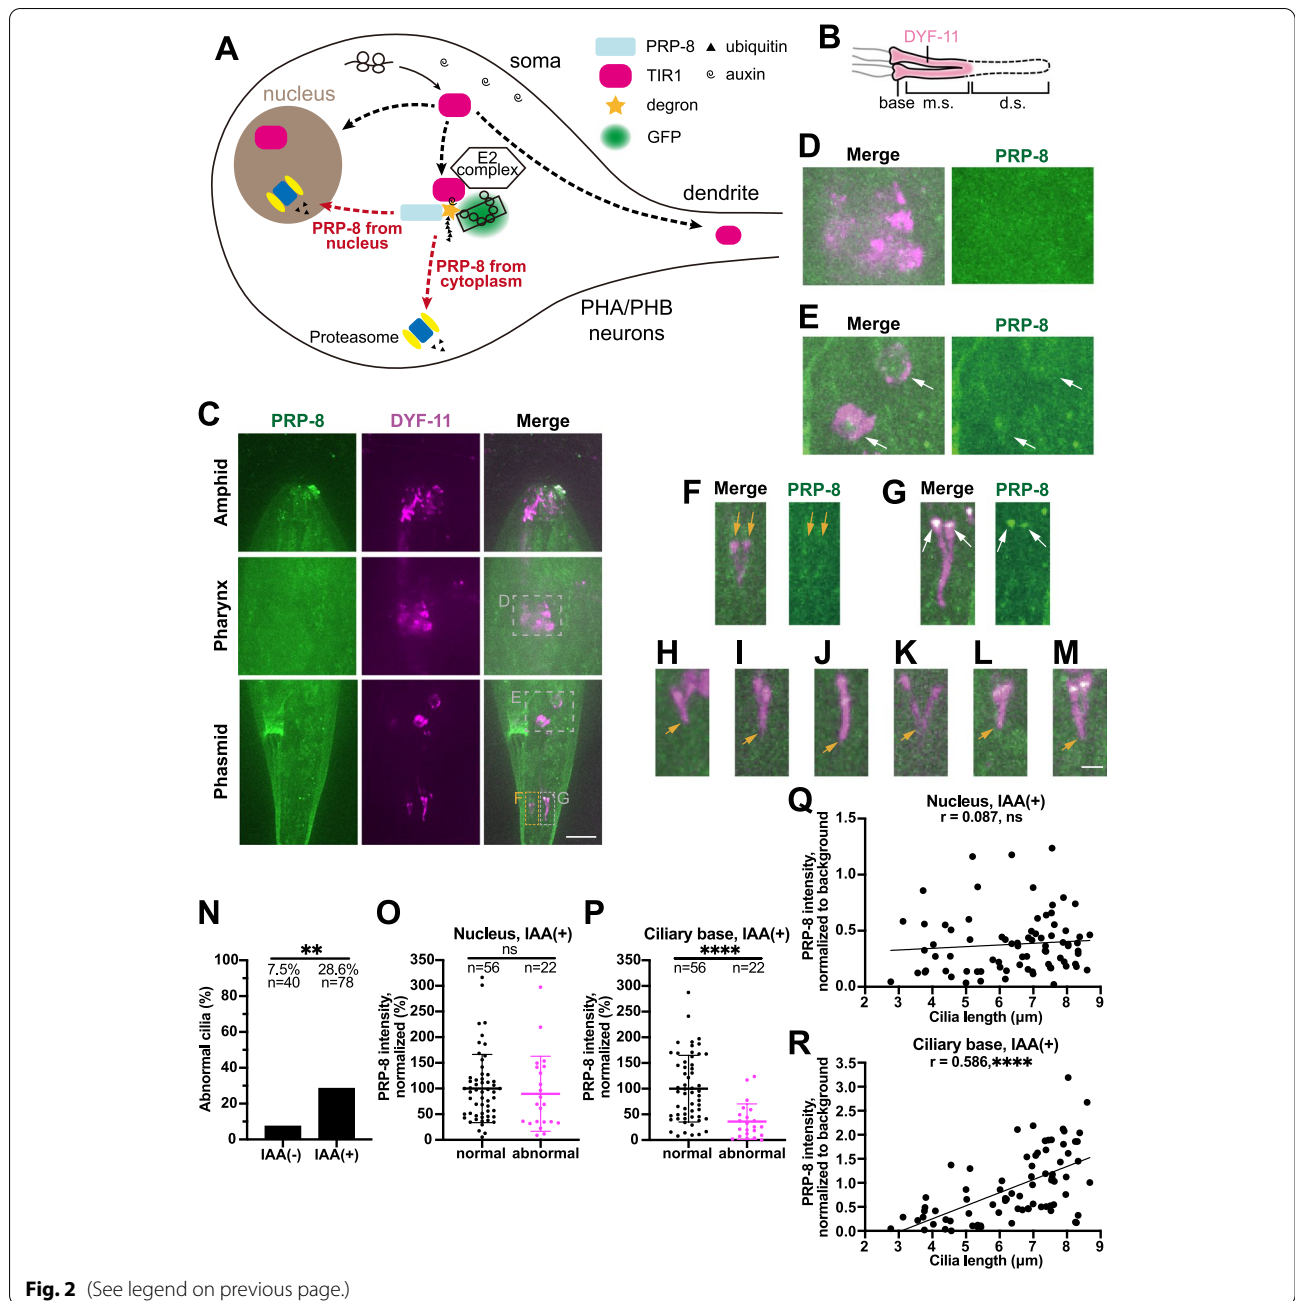 A
soma
nucleus
PRP-8
ubiquitin
TIR1
auxin
degron
GFP
E2
complex
dendrite
PRP-8 from
nucleus
PRP-8 from
cytoplasm
Proteasome
PHA/PHB
neurons
B
DYF-11
base
m.s.
d.s.
C
PRP-8
DYF-11
Merge
Amphid
Pharynx
Phasmid
D
E
F
G
D
Merge
PRP-8
E
Merge
PRP-8
F
Merge
PRP-8
G
Merge
PRP-8
H
I
J
K
L
M
N
**
7.5%
28.6%
n=40
n=78
Abnormal cilia (%)
100
80
60
40
20
0
IAA(-)
IAA(+)
O
Nucleus, IAA(+)
ns
n=56
n=22
PRP-8 intensity,
normalized (%)
350
300
250
200
150
100
50
0
normal
abnormal
P
Ciliary base, IAA(+)
****
n=56
n=22
PRP-8 intensity,
normalized (%)
350
300
250
200
150
100
50
0
normal
abnormal
Q
Nucleus, IAA(+)
r = 0.087, ns
PRP-8 intensity,
normalized to background
1.5
1.0
0.5
0.0
2 3 4 5 6 7 8 9
Cilia length (μm)
R
Ciliary base, IAA(+)
r = 0.586,****
PRP-8 intensity,
normalized to background
3.5
3.0
2.5
2.0
1.5
1.0
0.5
0.0
2 3 4 5 6 7 8 9
Cilia length (μm)
Fig. 2 (See legend on previous page.)